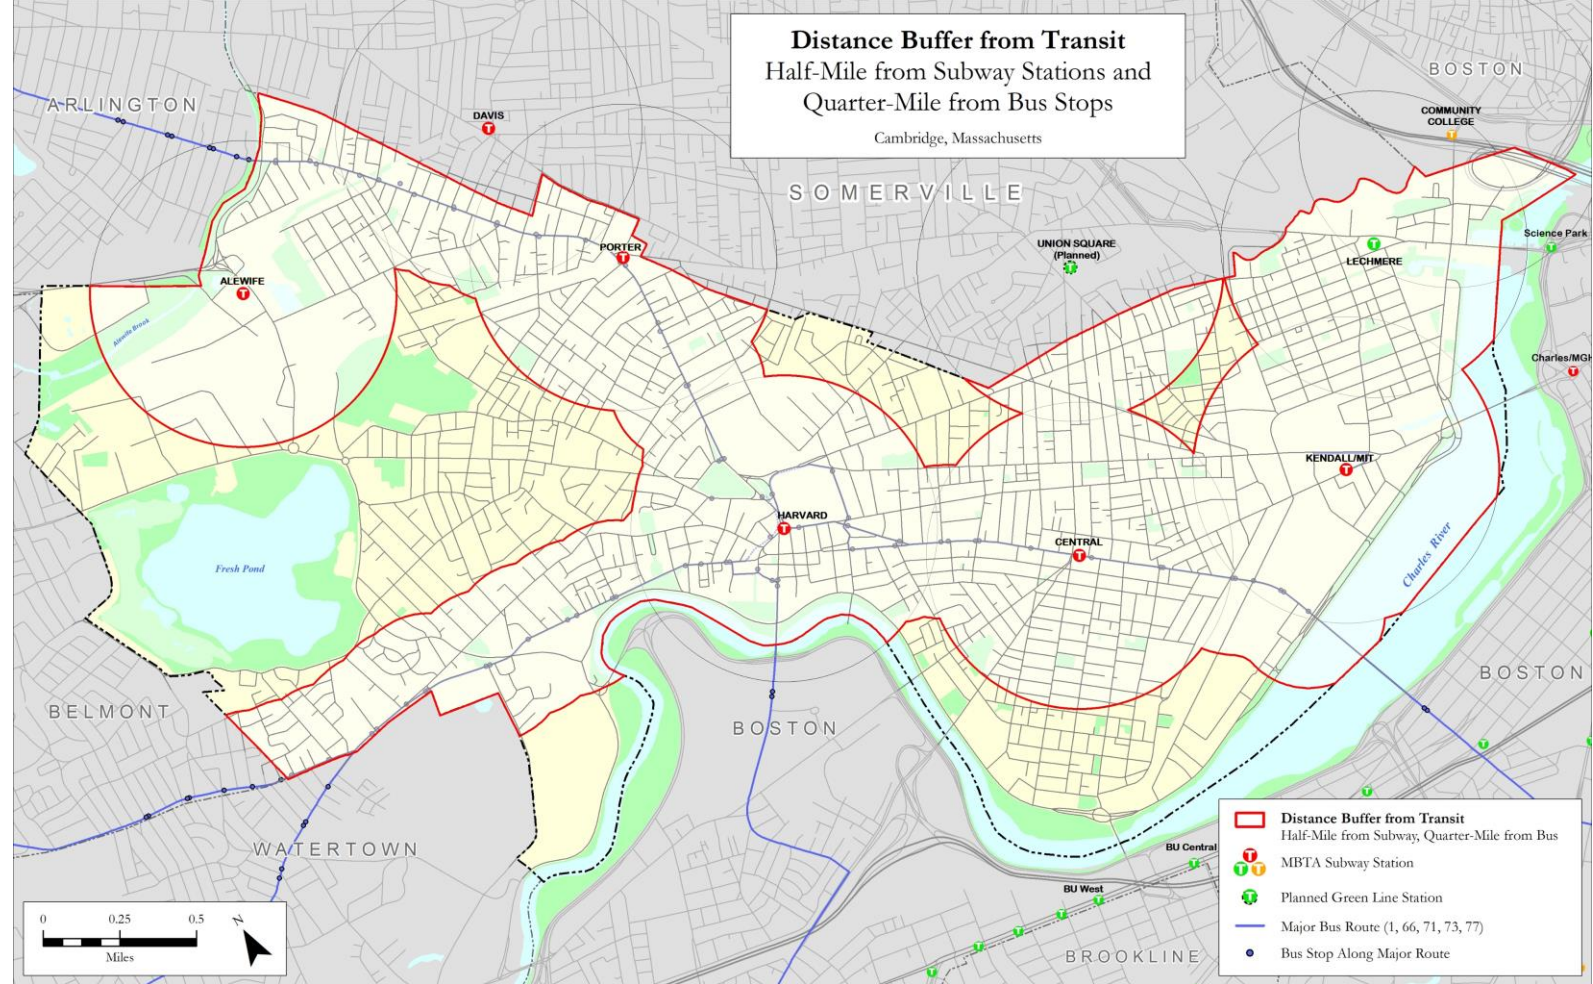 Distance Buffer from Transit
Half-Mile from Subway Stations and
Quarter-Mile from Bus Stops
Cambridge, Massachusetts
ARLINGTON
BOSTON
COMMUNITY
COLLEGE
T
DAVIS
T
SOMERVILLE
Science Park
T
PORTER
T
UNION SQUARE
(Planned)
T
T
LECHMERE
ALEWIFE
T
Alewife Brook
Charles/MGH
T
KENDALL/MIT
T
HARVARD
T
CENTRAL
T
Charles River
Fresh Pond
BOSTON
BELMONT
BOSTON
WATERTOWN
BU Central
T
BU West
T
BROOKLINE
0 0.25 0.5
Miles
N
Distance Buffer from Transit
Half-Mile from Subway, Quarter-Mile from Bus
T
T T
MBTA Subway Station
T
Planned Green Line Station
Major Bus Route (1, 66, 71, 73, 77)
Bus Stop Along Major Route